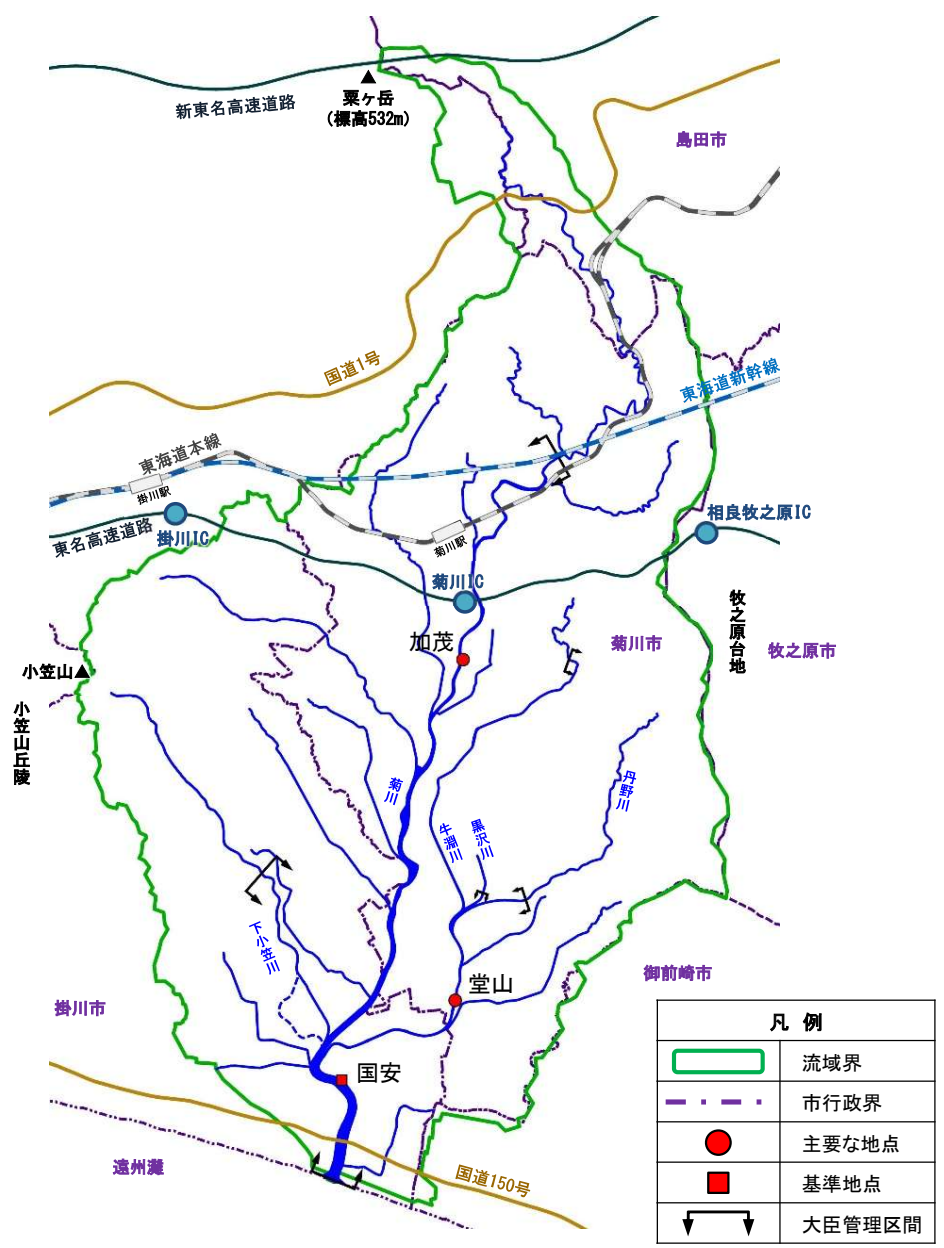 新東名高速道路
粟ヶ岳
(標高532m)
島田市
国道1号
東海道新幹線
東海道本線
掛川駅
東名高速道路
掛川IC
菊川駅
相良牧之原IC
菊川IC
加茂
菊川市
牧之原台地
牧之原市
小笠山
小笠山丘陵
菊川
牛淵川
黒沢川
丹野川
下小笠川
堂山
御前崎市
掛川市
国安
遠州灘
国道150号
凡 例
流域界
市行政界
主要な地点
基準地点
大臣管理区間